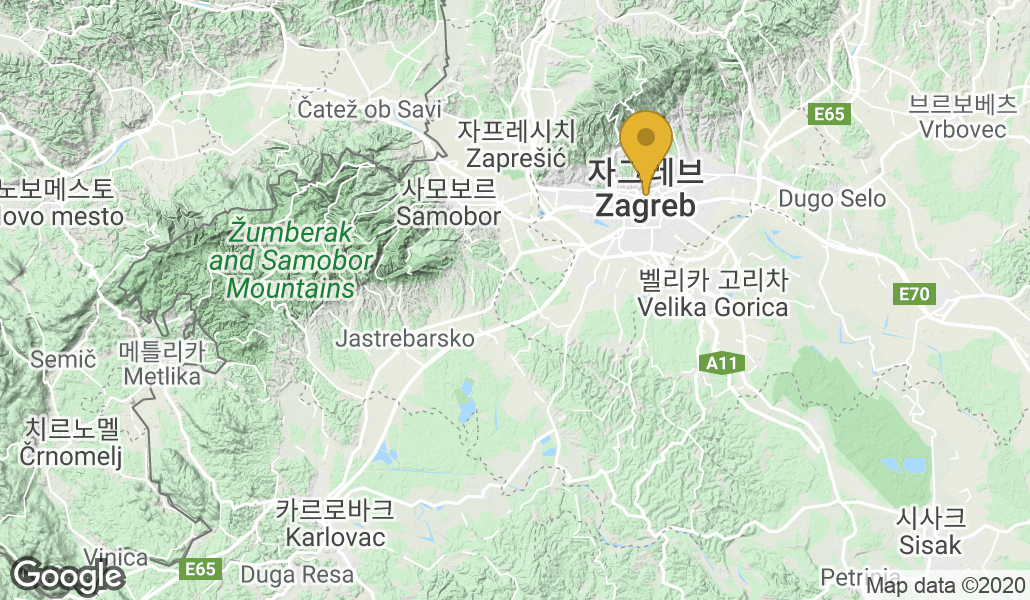 E65
브르보베츠
Vrbovec
Čatež ob Savi
자프레시치
Zaprešić
자그레브
Zagreb
노보메스토
Novo mesto
사모보르
Samobor
Dugo Selo
Žumberak
and Samobor
Mountains
벨리카 고리차
Velika Gorica
E70
Jastrebarsko
Semič
메틀리카
Metlika
A11
치르노멜
Črnomelj
카르로바크
Karlovac
시사크
Sisak
Vinica
E65
Duga Resa
Petrinja
Google
Map data ©2020